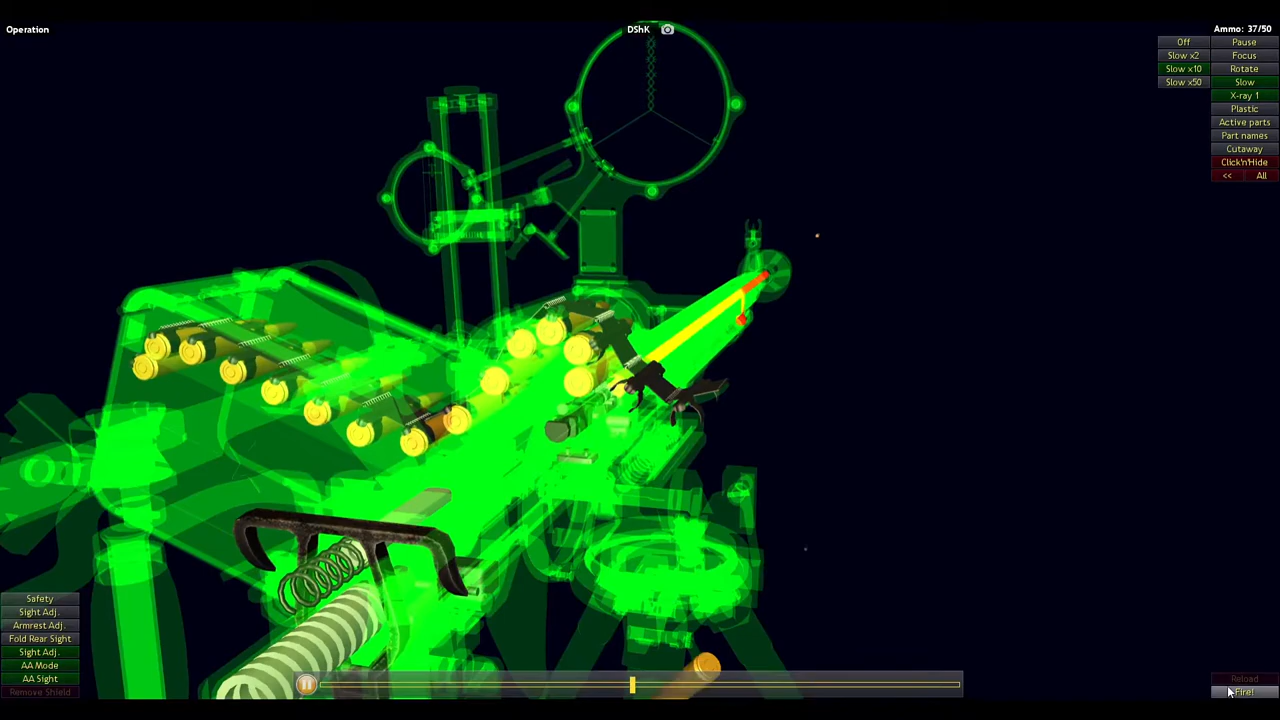 Operation
DShK
Ammo: 37/50
Off
Pause
Slow x2
Focus
Slow x10
Rotate
Slow x50
Slow
X-ray 1
Plastic
Active parts
Part names
Cutaway
Click'n'Hide
<<
All
Safety
Sight Adj.
Armrest Adj.
Fold Rear Sight
Sight Adj.
AA Mode
AA Sight
Remove Shield
Reload
Fire!